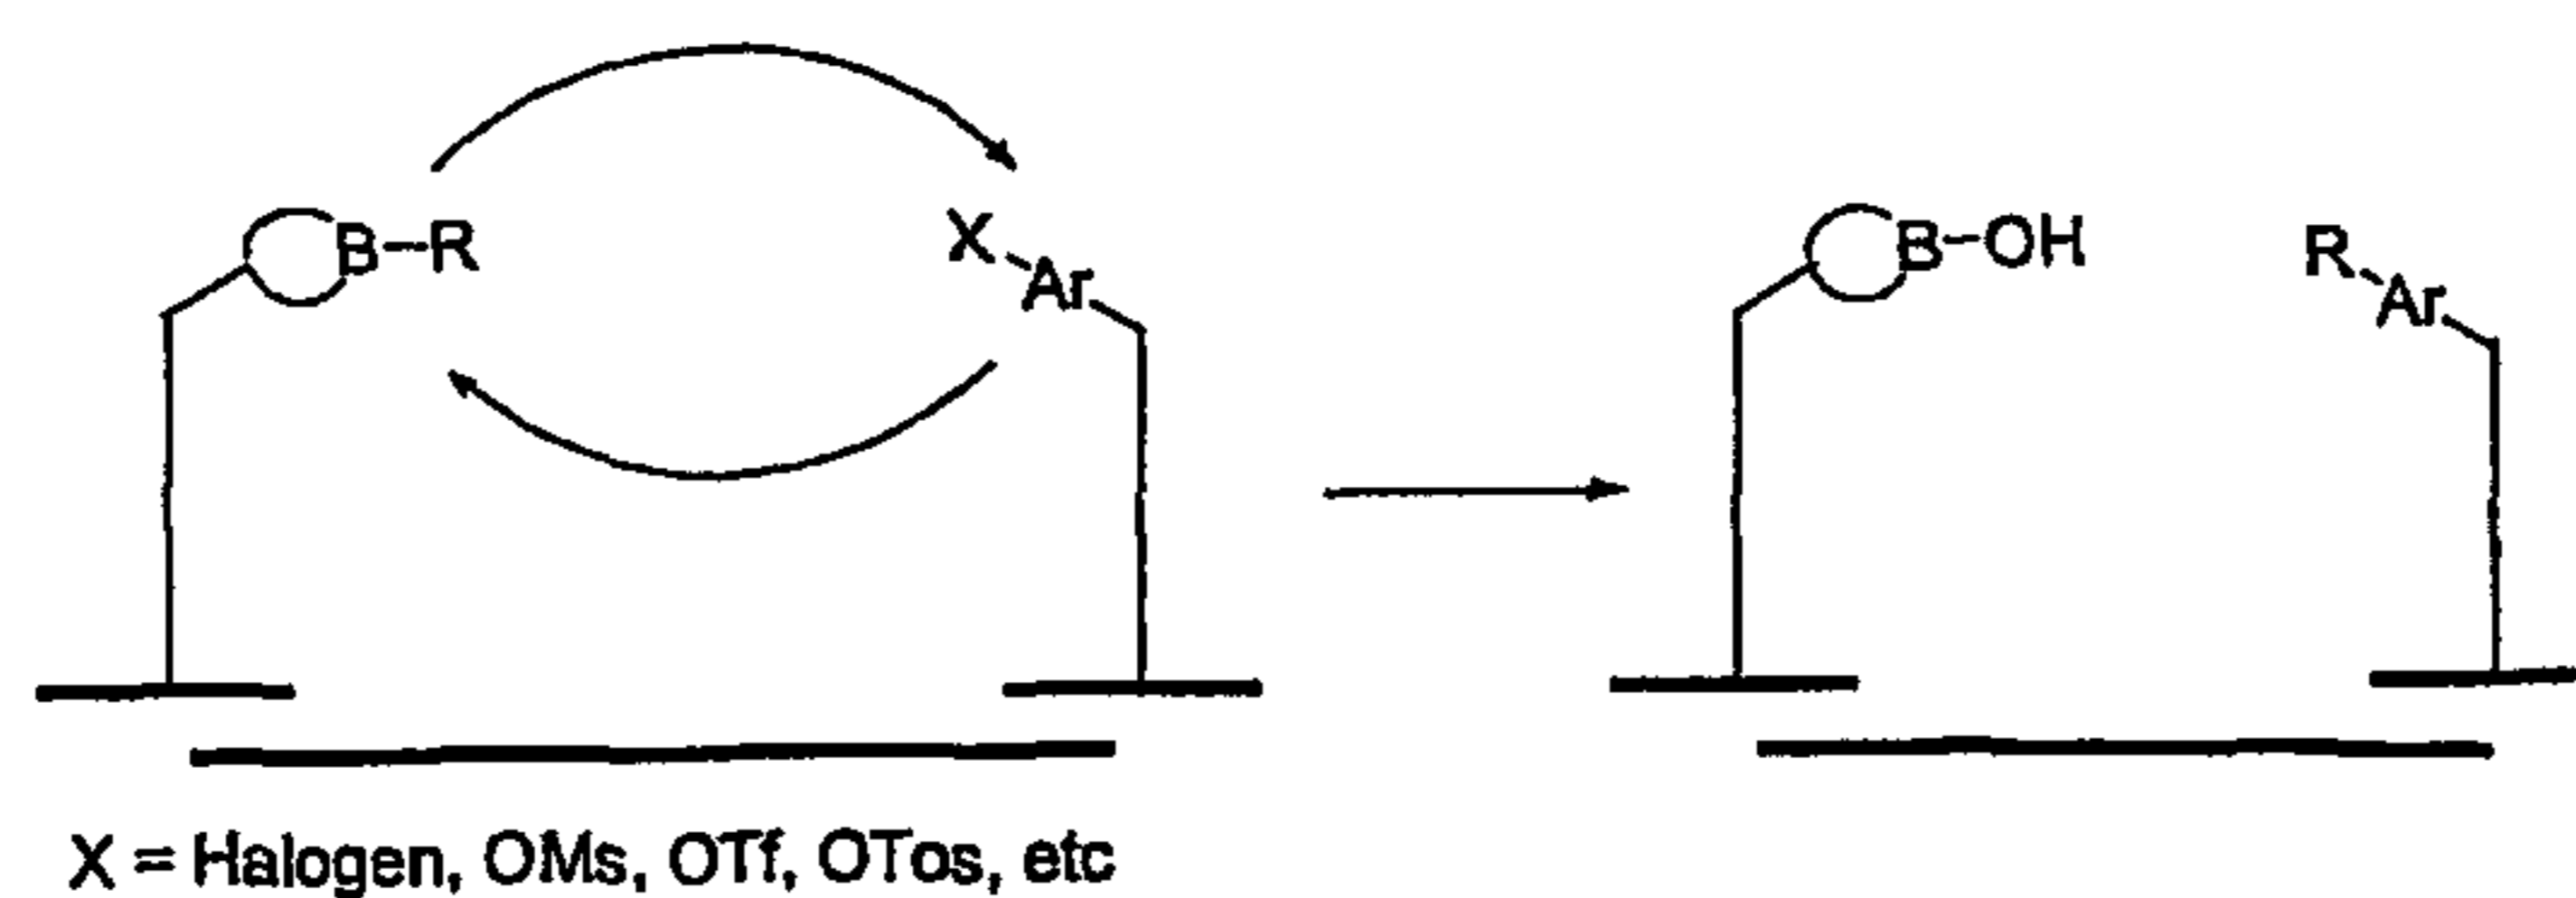 B-R
X-Ar
B-OH
R-Ar
X = Halogen, OMs, OTf, OTos, etc